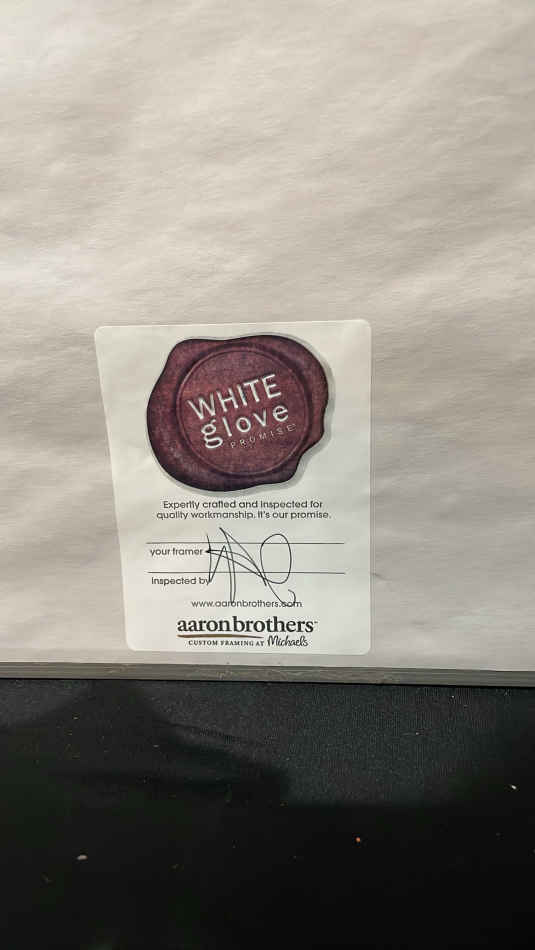 WHITE
glove
PROMISE
Expertly crafted and inspected for
quality workmanship. It's our promise.
your framer
inspected by
www.aaronbrothers.com
aaronbrothers™
CUSTOM FRAMING AT Michaels